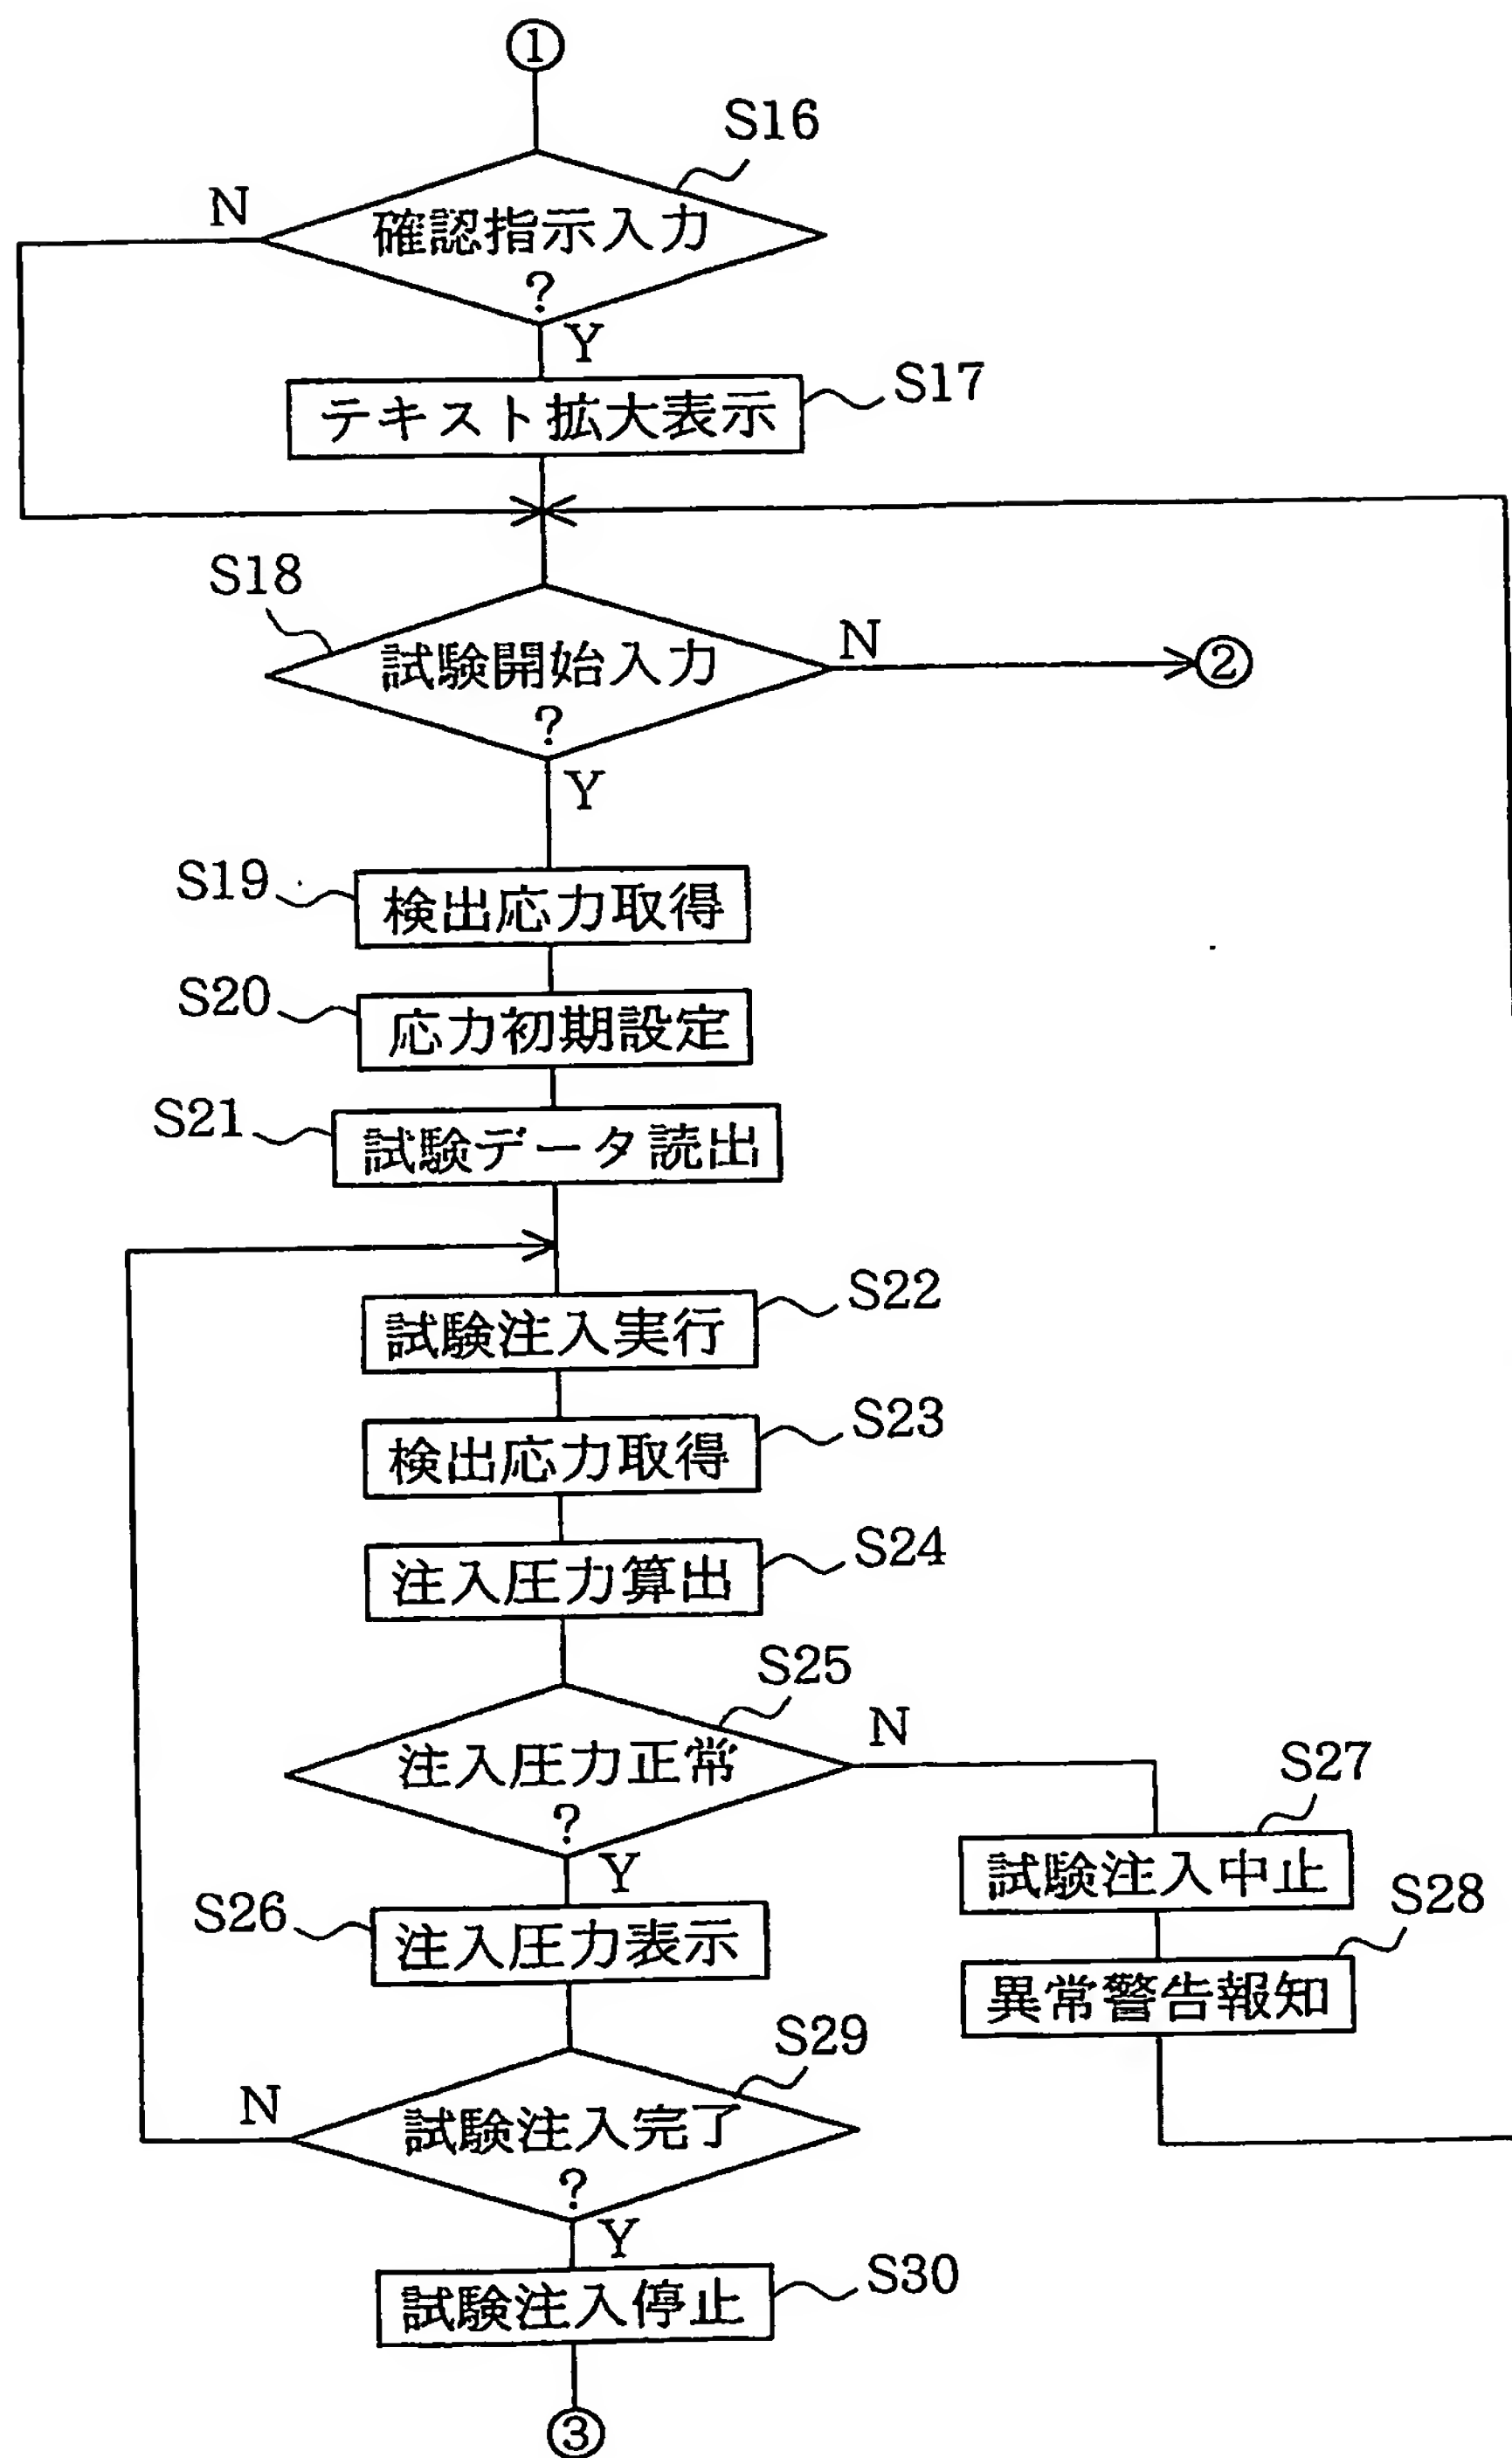 ①
S16
N
確認指示入力
?
Y
S17
テキスト拡大表示
S18
試験開始入力
?
N
②
Y
S19
検出応力取得
S20
応力初期設定
S21
試験データ読出
S22
試験注入実行
S23
検出応力取得
S24
注入圧力算出
S25
注入圧力正常
?
N
Y
S27
試験注入中止
S26
注入圧力表示
S28
異常警告報知
S29
試験注入完了
?
N
Y
S30
試験注入停止
③